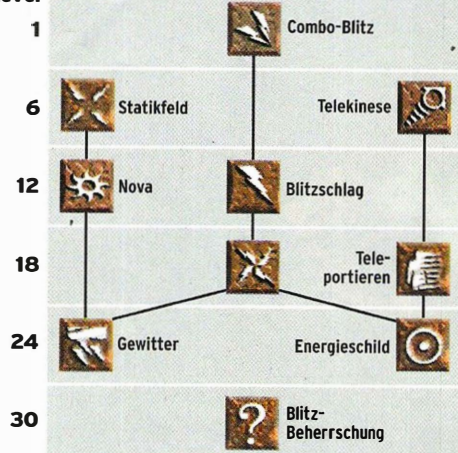 1
Combo-Blitz
6
Statikfeld
Telekinese
12
Nova
Blitzschlag
18
Tele-
portieren
24
Gewitter
Energieschild
30
Blitz-
Beherrschung